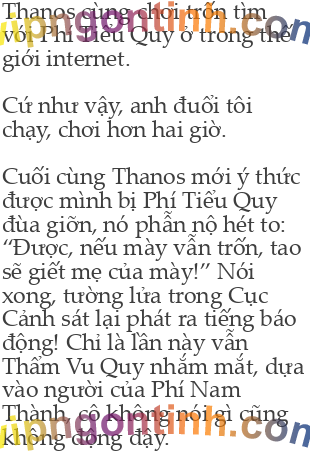 Thanos cùng chơi trốn tìm
với Phí Tiểu Quy ở trong thế
giới internet.
Cứ như vậy, anh đuổi tôi
chạy, chơi hơn hai giờ.
Cuối cùng Thanos mới ý thức
được mình bị Phí Tiểu Quy
đùa giỡn, nó phẫn nộ hét to:
“Được, nếu mày vẫn trốn, tao
sẽ giết mẹ của mày!” Nói
xong, tường lửa trong Cục
Cảnh sát lại phát ra tiếng báo
động! Chỉ là lần này vẫn
Thẩm Vu Quy nhắm mắt, dựa
vào người của Phí Nam
Thành, cô không nói gì cũng
không động đậy.
vipngontinh.com
vipngontinh.com